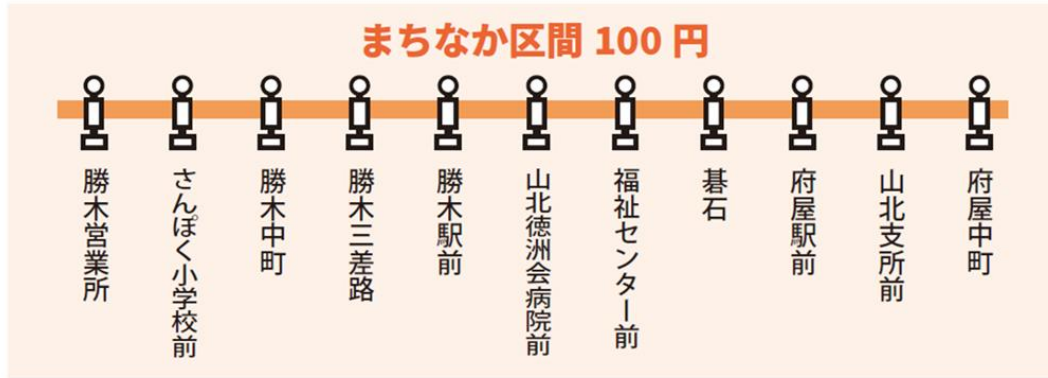 まちなか区間 100 円
勝木営業所
さんぽく小学校前
勝木中町
勝木三差路
勝木駅前
山北徳洲会病院前
福祉センター前
碁石
府屋駅前
山北支所前
府屋中町